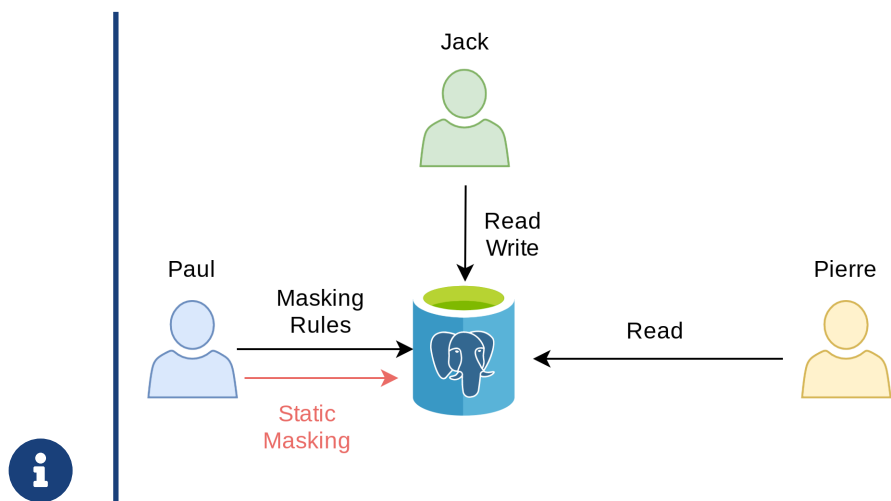 Jack
Read
Write
Paul
Pierre
Masking
Rules
Read
Static
Masking